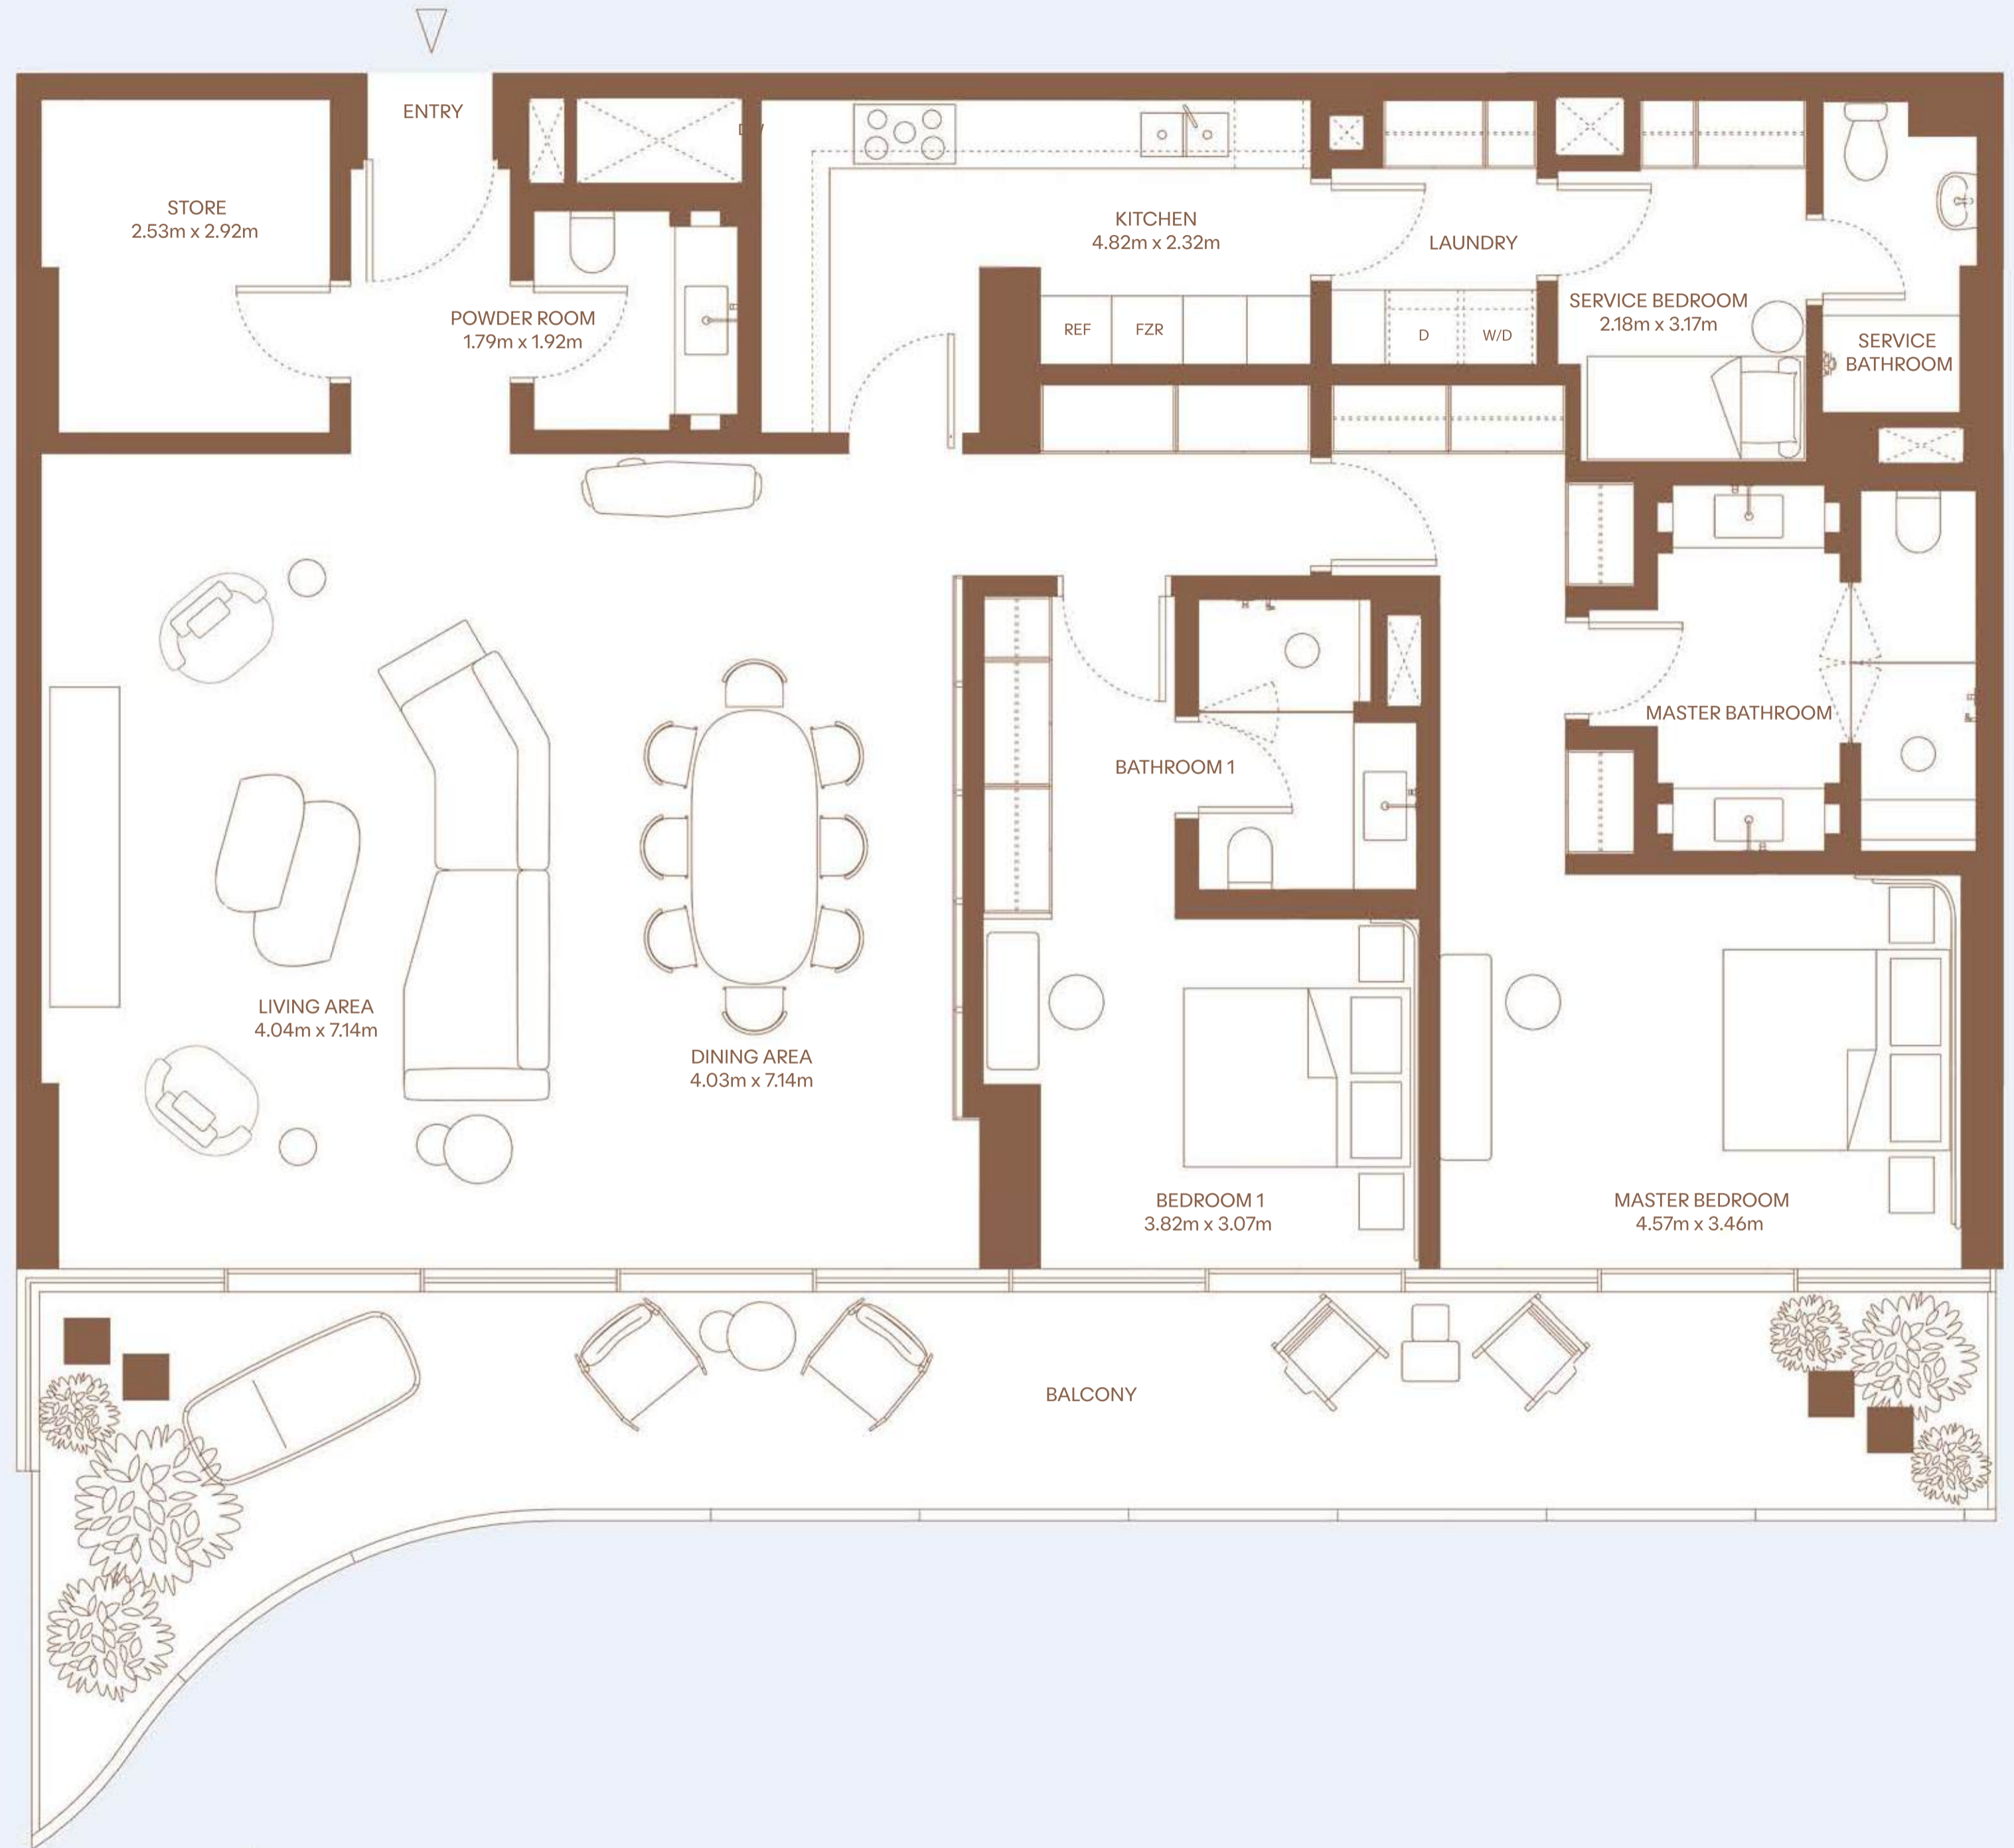 ENTRY
STORE
2.53m x 2.92m
KITCHEN
4.82m x 2.32m
LAUNDRY
POWDER ROOM
1.79m x 1.92m
REF
FZR
D
W/D
SERVICE BEDROOM
2.18m x 3.17m
SERVICE
BATHROOM
MASTER BATHROOM
BATHROOM 1
LIVING AREA
4.04m x 7.14m
DINING AREA
4.03m x 7.14m
BEDROOM 1
3.82m x 3.07m
MASTER BEDROOM
4.57m x 3.46m
BALCONY